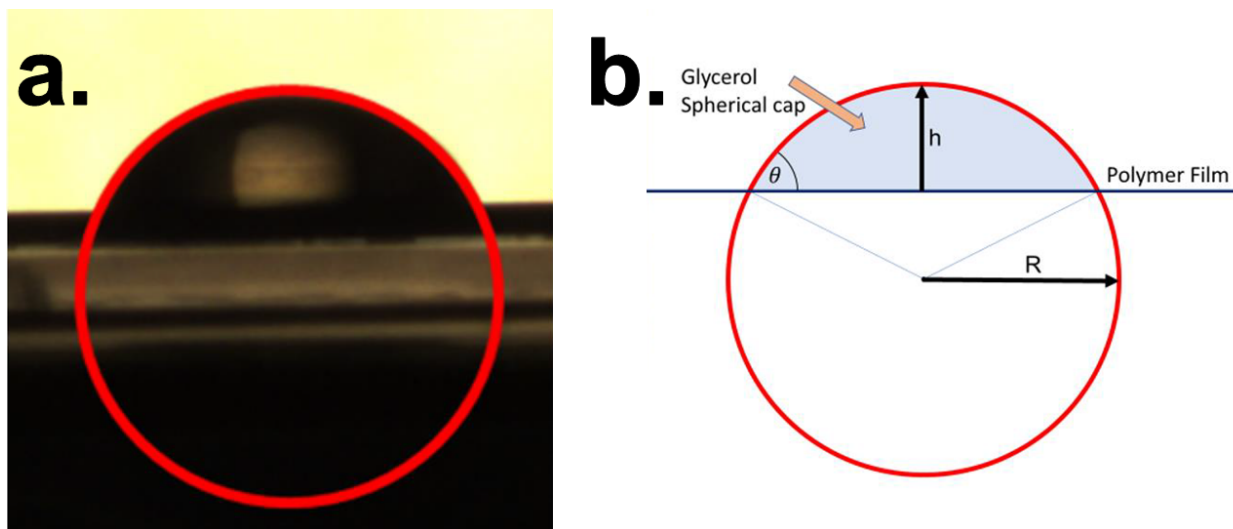 a.
b.
Glycerol
Spherical cap
h
θ
Polymer Film
R